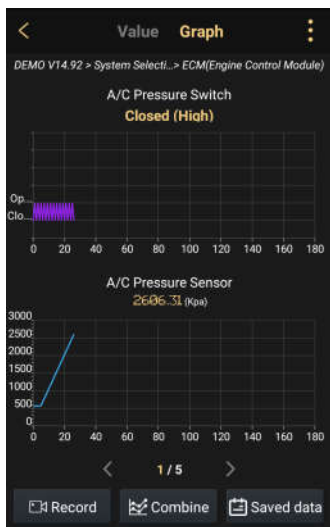 Value Graph
DEMO V14.92 > System Selecti...> ECM(Engine Control Module)
A/C Pressure Switch
Closed (High)
Op...
Clo...
0 20 40 60 80 100 120 140 160 180
A/C Pressure Sensor
2606.31 (Kpa)
3000
2500
2000
1500
1000
500
0
0 20 40 60 80 100 120 140 160 180
1 / 5
Record Combine Saved data